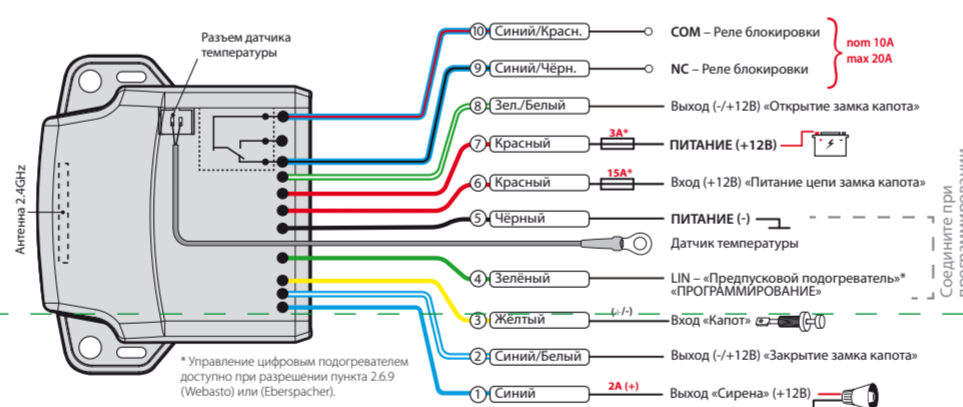 Разъем датчика
температуры
Антенна 2.4GHz
10 Синий/Красн. COM – Реле блокировки
nom 10A
max 20A
9 Синий/Чёрн. NC – Реле блокировки
8 Зел./Белый Выход (-/+12В) «Открытие замка капота»
7 Красный 3A* ПИТАНИЕ (+12В)
6 Красный 15A* Вход (+12В) «Питание цепи замка капота»
5 Чёрный ПИТАНИЕ (-)
Датчик температуры
4 Зелёный LIN – «Предпусковой подогреватель»*
«ПРОГРАММИРОВАНИЕ»
3 Жёлтый Вход «Капот»
2 Синий/Белый Выход (-/+12В) «Закрытие замка капота»
1 Синий 2A (+) Выход «Сирена» (+12В)
* Управление цифровым подогревателем
доступно при разрешении пункта 2.6.9
(Webasto) или (Eberspacher).
Соедините при